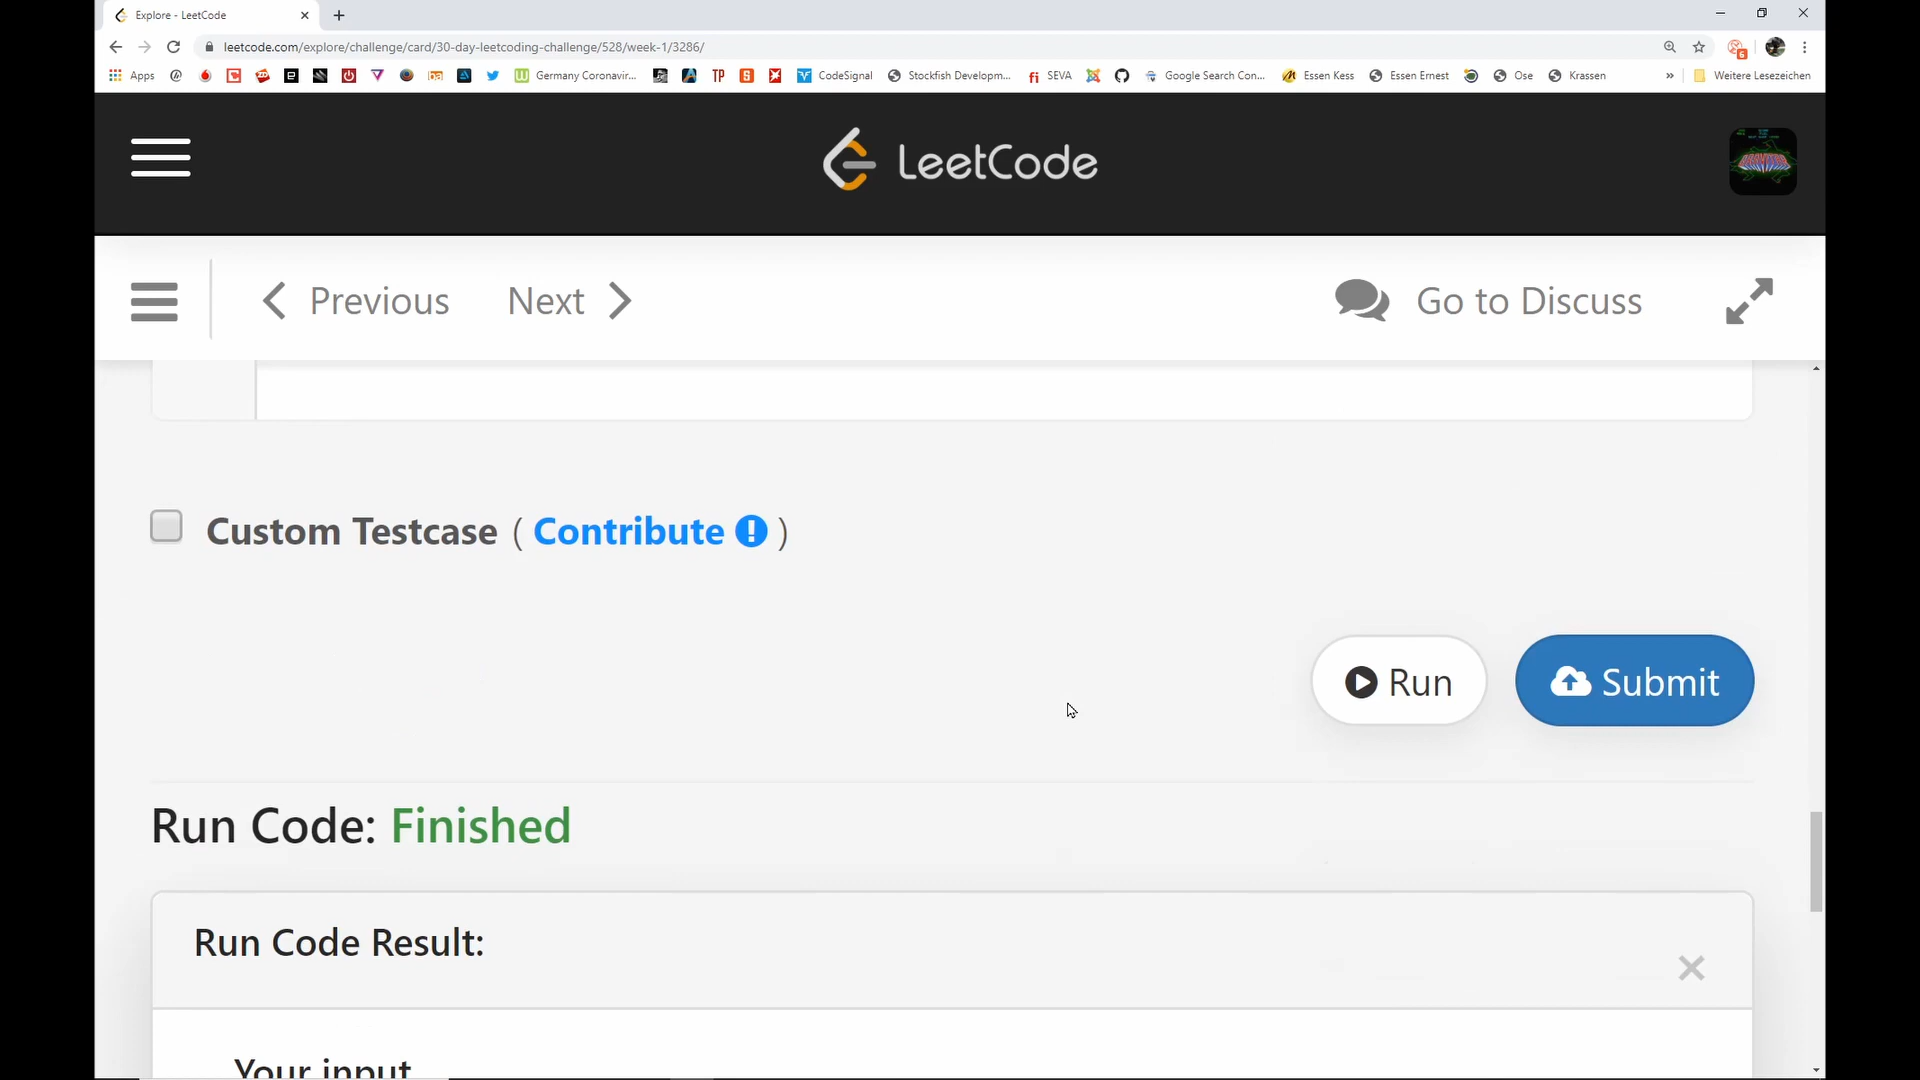 Explore - LeetCode
leetcode.com/explore/challenge/card/30-day-leetcoding-challenge/528/week-1/3286/
Apps Germany Coronavir... TP CodeSignal Stockfish Developm... fi SEVA Google Search Con... Essen Kess Essen Ernest Ose Krassen » Weitere Lesezeichen
LeetCode
Previous Next Go to Discuss
Custom Testcase ( Contribute )
Run Submit
Run Code: Finished
Run Code Result:
Your input